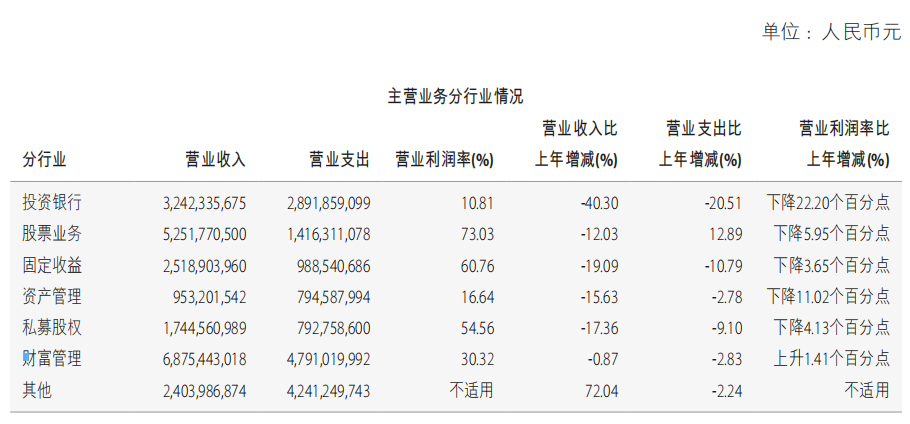 单位：人民币元
主营业务分行业情况
营业收入比 营业支出比 营业利润率比
分行业 营业收入 营业支出 营业利润率(%) 上年增减(%) 上年增减(%) 上年增减(%)
投资银行 3,242,335,675 2,891,859,099 10.81 -40.30 -20.51 下降22.20个百分点
股票业务 5,251,770,500 1,416,311,078 73.03 -12.03 12.89 下降5.95个百分点
固定收益 2,518,903,960 988,540,686 60.76 -19.09 -10.79 下降3.65个百分点
资产管理 953,201,542 794,587,994 16.64 -15.63 -2.78 下降11.02个百分点
私募股权 1,744,560,989 792,758,600 54.56 -17.36 -9.10 下降4.13个百分点
财富管理 6,875,443,018 4,791,019,992 30.32 -0.87 -2.83 上升1.41个百分点
其他 2,403,986,874 4,241,249,743 不适用 72.04 -2.24 不适用